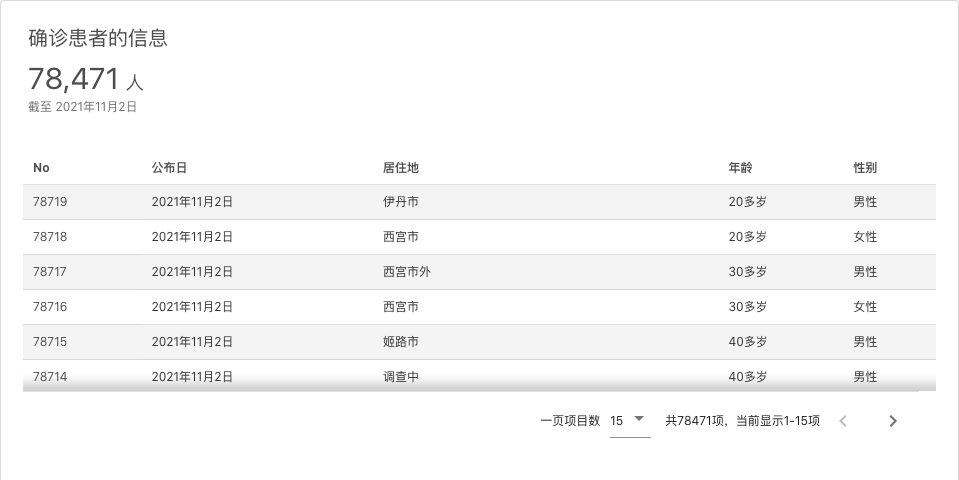 确诊患者的信息
78,471 人
截至 2021年11月2日
No 公布日 居住地 年龄 性别
78719 2021年11月2日 伊丹市 20多岁 男性
78718 2021年11月2日 西宫市 20多岁 女性
78717 2021年11月2日 西宫市外 30多岁 男性
78716 2021年11月2日 西宫市 30多岁 女性
78715 2021年11月2日 姬路市 40多岁 男性
78714 2021年11月2日 调查中 40多岁 男性
一页项目数 15 共78471项，当前显示1-15项